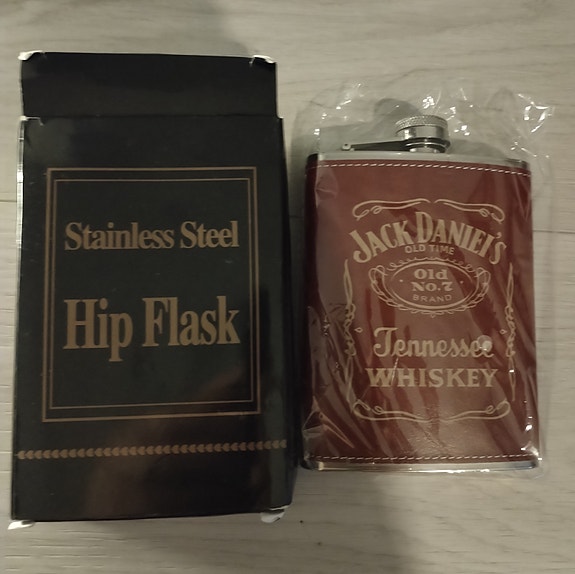 Stainless Steel
Hip Flask
JACK DANIEL'S
OLD TIME
Old
No.7
BRAND
Tennessee
WHISKEY